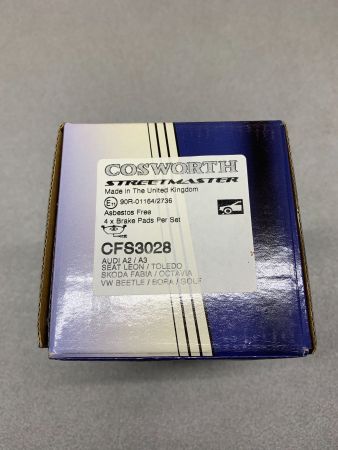 COSWORTH
STREETMASTER
Made in The United Kingdom
E11 90R-01164/2736
Asbestos Free
4 x Brake Pads Per Set
CFS3028
AUDI A2 / A3
SEAT LEON / TOLEDO
SKODA FABIA / OCTAVIA
VW BEETLE / BORA / GOLF